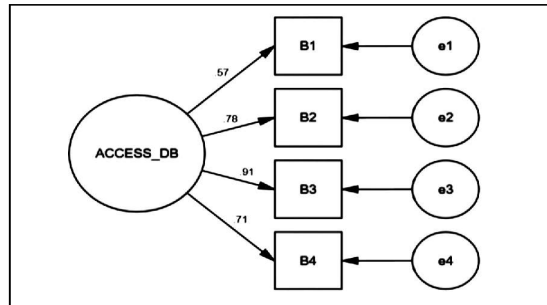 B1
e1
.57
B2
e2
.78
ACCESS_DB
.91
B3
e3
.71
B4
e4